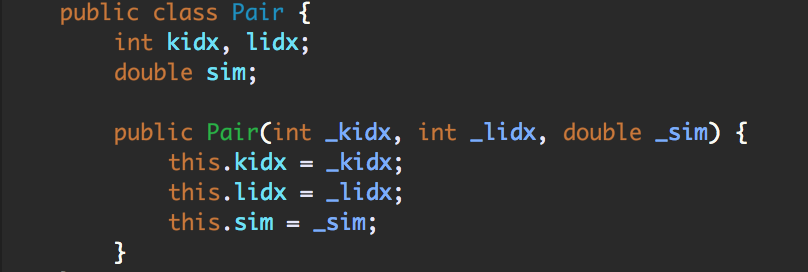 public class Pair {
int kidx, lidx;
double sim;
public Pair(int _kidx, int _lidx, double _sim) {
this.kidx = _kidx;
this.lidx = _lidx;
this.sim = _sim;
}